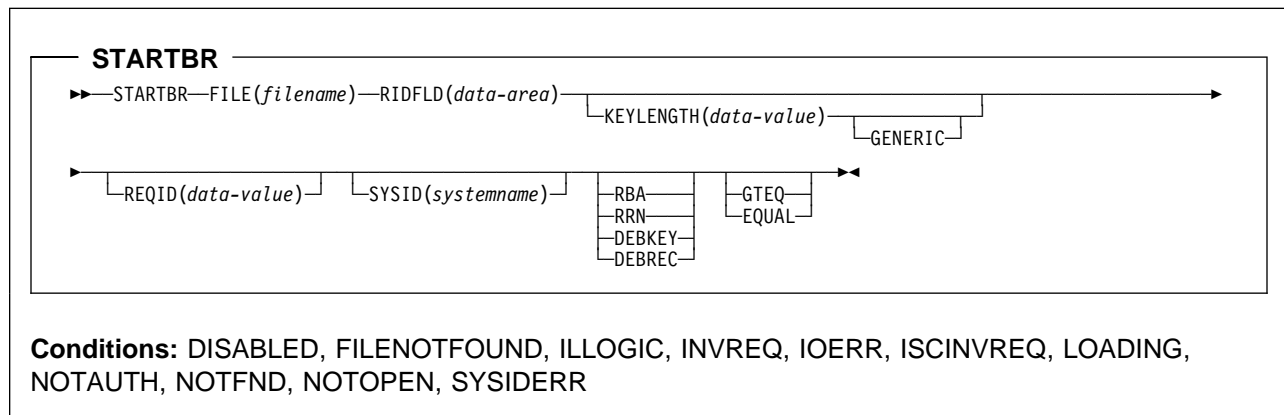 STARTBR
STARTBR FILE(filename) RIDFLD(data-area)
KEYLENGTH(data-value)
GENERIC
REQID(data-value) SYSID(systemname) RBA GTEQ
RRN EQUAL
DEBKEY
DEBREC
Conditions: DISABLED, FILENOTFOUND, ILLOGIC, INVREQ, IOERR, ISCINVREQ, LOADING,
NOTAUTH, NOTFND, NOTOPEN, SYSIDERR